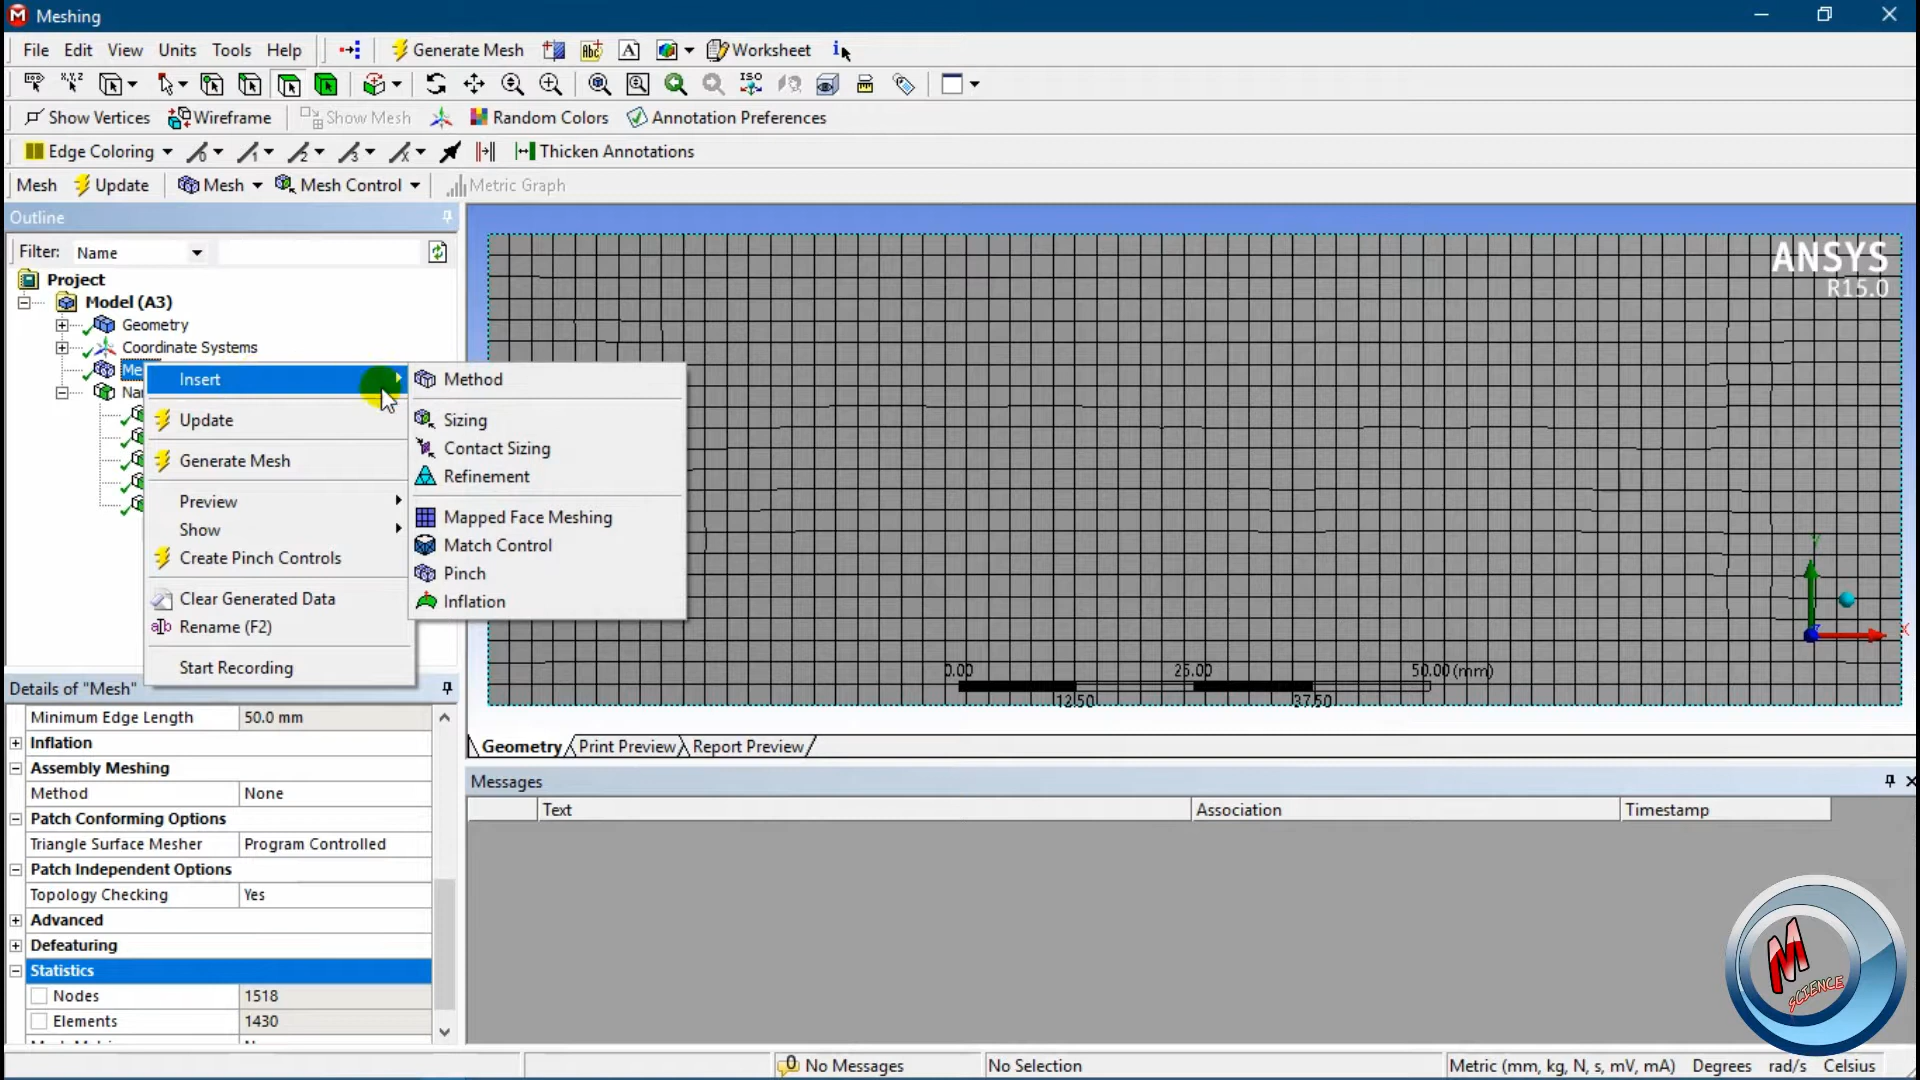 Meshing
File Edit View Units Tools Help Generate Mesh Worksheet
Show Vertices Wireframe Show Mesh Random Colors Annotation Preferences
Edge Coloring Thicken Annotations
Mesh Update Mesh Mesh Control Metric Graph
Outline
Filter: Name
Project
Model (A3)
Geometry
Coordinate Systems
Insert
Update
Generate Mesh
Preview
Show
Create Pinch Controls
Clear Generated Data
Rename (F2)
Start Recording
Method
Sizing
Contact Sizing
Refinement
Mapped Face Meshing
Match Control
Pinch
Inflation
ANSYS
R15.0
0.00 25.00 50.00 (mm)
12.50 37.50
Y
X
Geometry Print Preview Report Preview
Details of "Mesh"
Minimum Edge Length 50.0 mm
Inflation
Assembly Meshing
Method None
Patch Conforming Options
Triangle Surface Mesher Program Controlled
Patch Independent Options
Topology Checking Yes
Advanced
Defeaturing
Statistics
Nodes 1518
Elements 1430
Messages
Text Association Timestamp
M
SCIENCE
No Messages No Selection Metric (mm, kg, N, s, mV, mA) Degrees rad/s Celsius